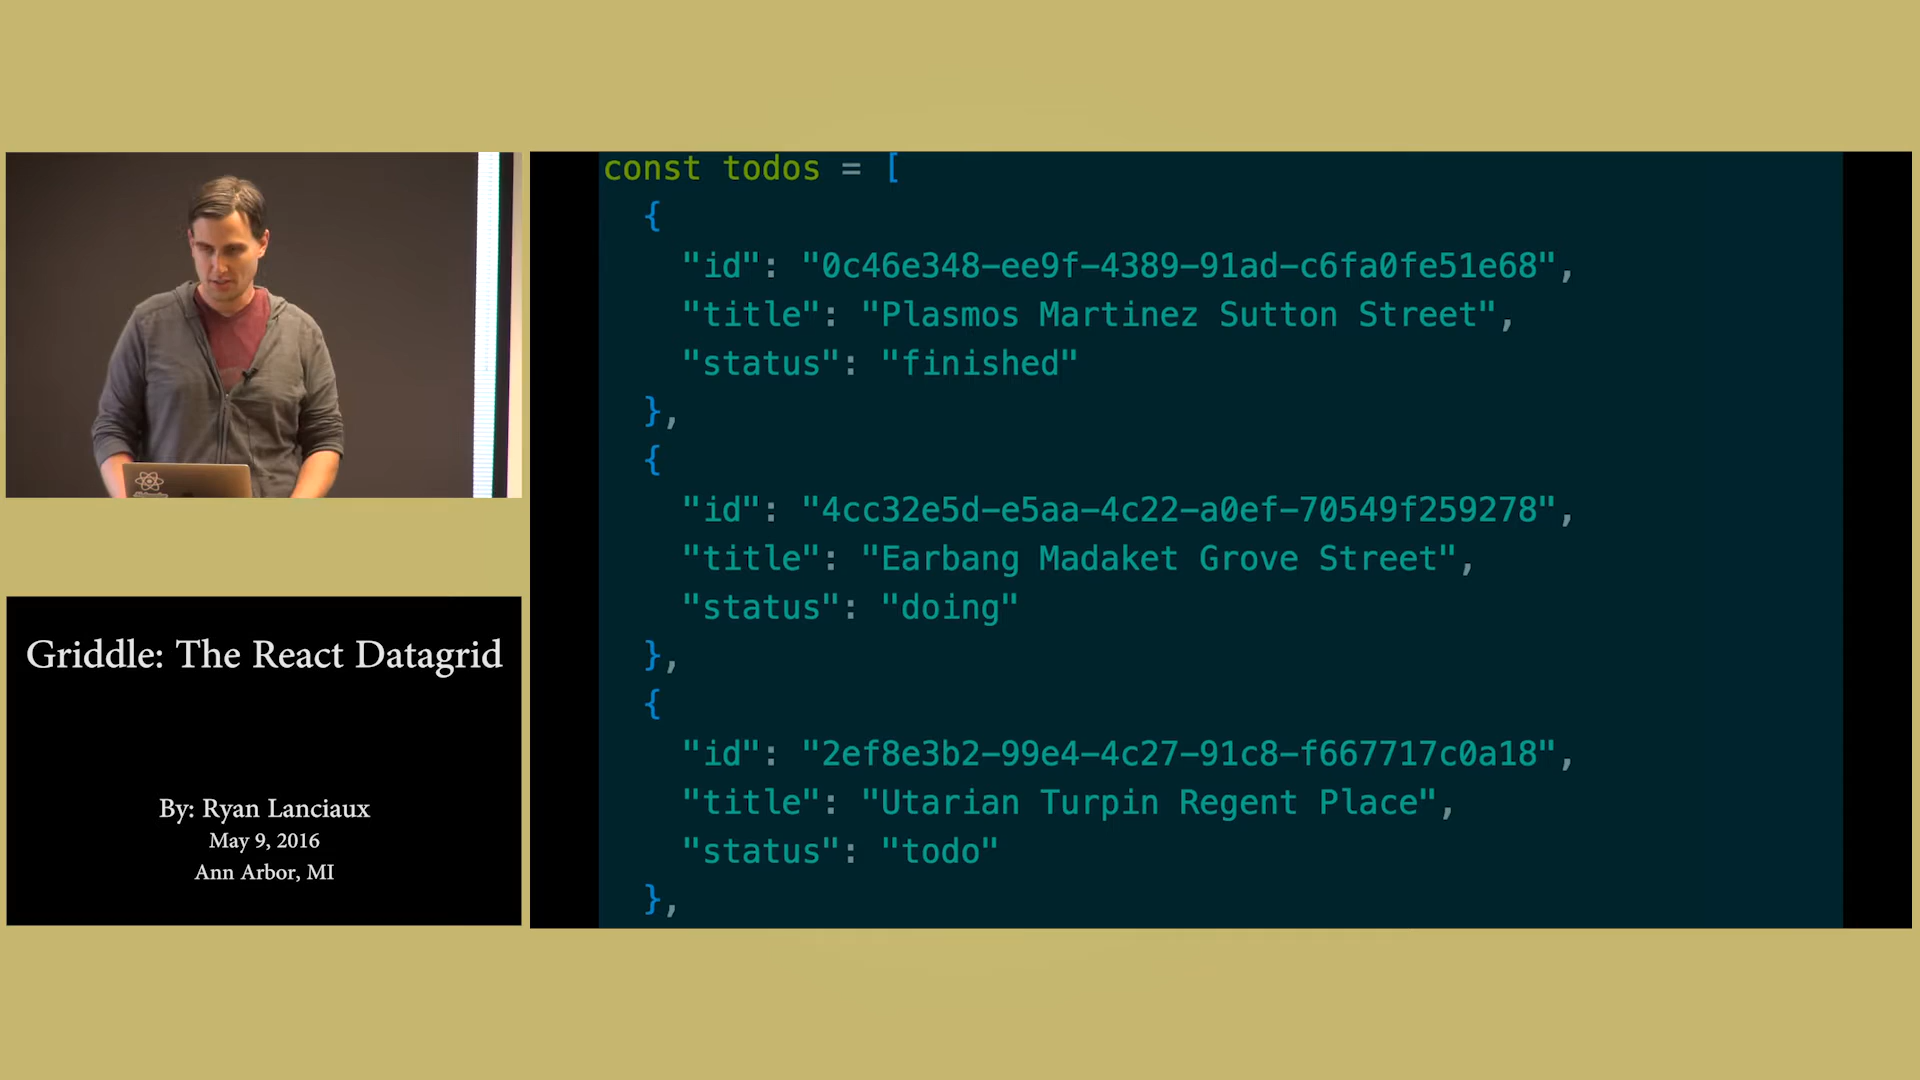 const todos = [
{
"id": "0c46e348-ee9f-4389-91ad-c6fa0fe51e68",
"title": "Plasmos Martinez Sutton Street",
"status": "finished"
},
{
"id": "4cc32e5d-e5aa-4c22-a0ef-70549f259278",
"title": "Earbang Madaket Grove Street",
"status": "doing"
},
{
"id": "2ef8e3b2-99e4-4c27-91c8-f667717c0a18",
"title": "Utarian Turpin Regent Place",
"status": "todo"
},
Griddle: The React Datagrid
By: Ryan Lanciaux
May 9, 2016
Ann Arbor, MI